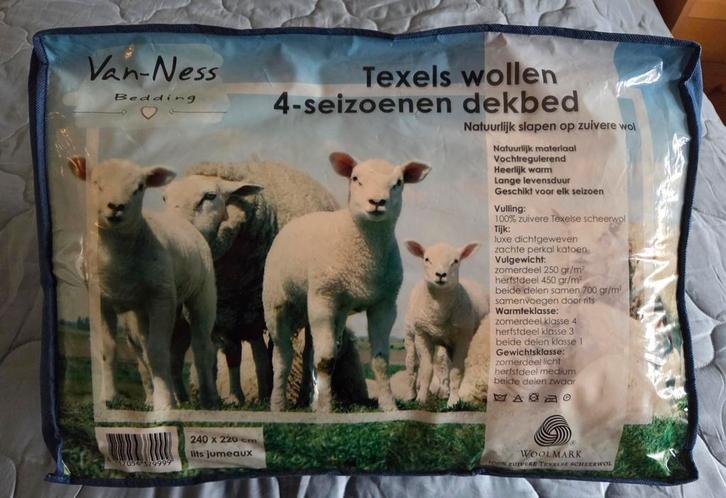 Van-Ness
Bedding
Texels wollen
4-seizoenen dekbed
Natuurlijk slapen op zuivere wol
Natuurlijk materiaal
Vochtregulerend
Heerlijk warm
Lange levensduur
Geschikt voor elk seizoen
Vulling:
100% zuivere Texelse scheerwol
Tijk:
luxe dichtgeweven
zachte perkal katoen
Vulgewicht:
zomerdeel 250 gr/m²
herfstdeel 450 gr/m²
beide delen samen 700 gr/m²
samenvoegen door rits
Warmteklasse:
zomerdeel klasse 4
herfstdeel klasse 3
beide delen klasse 1
Gewichtsklasse:
zomerdeel licht
herfstdeel medium
beide delen zwaar
WOOLMARK
ZUIVERE TEXELSE SCHEERWOL
240 x 220 cm
lits jumeaux